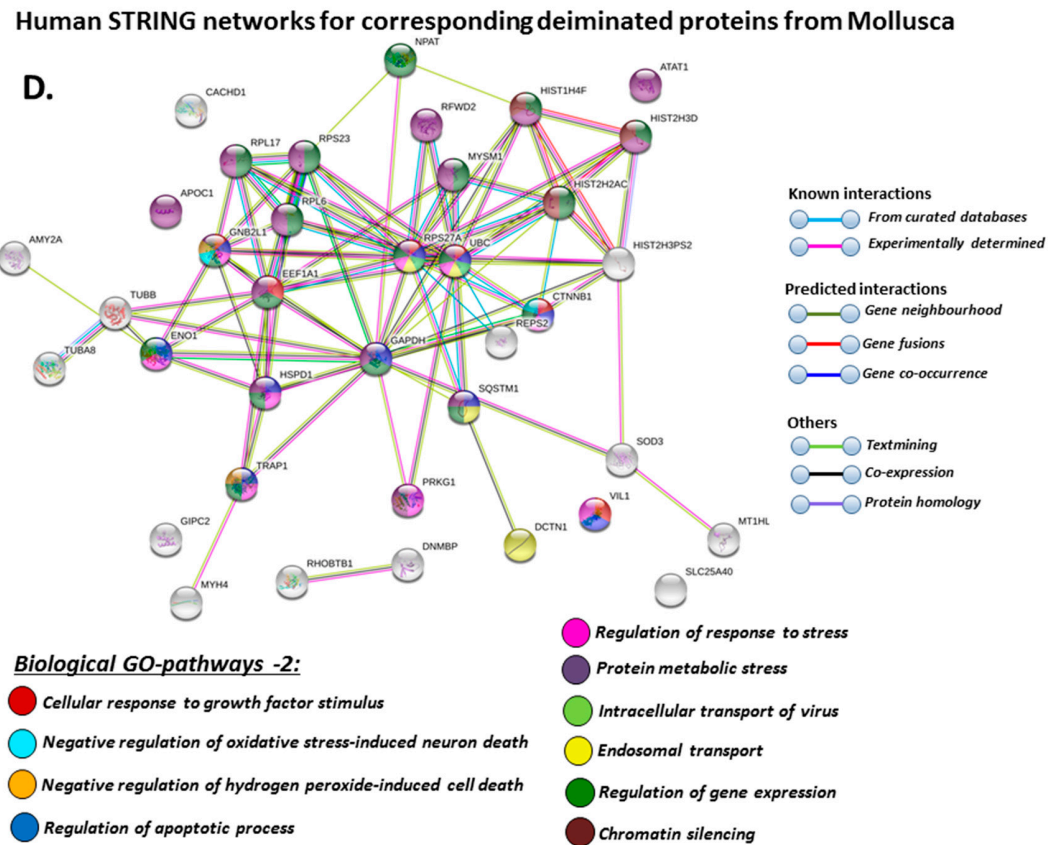 Human STRING networks for corresponding deiminated proteins from Mollusca
D.
NPAT
ATAT1
CACHD1
HIST1H4F
RFWD2
HIST2H3D
RPL17
RPS23
MYSM1
HIST2H2AC
APOC1
RPL6
GNB2L1
RPS27A
UBC
HIST2H3PS2
AMY2A
EEF1A1
TUBB
CTNNB1
REPS2
ENO1
GAPDH
TUBA8
HSPD1
SQSTM1
SOD3
TRAP1
PRKG1
VIL1
GIPC2
DCTN1
MT1HL
RHOBTB1
DNMBP
MYH4
SLC25A40
Known interactions
From curated databases
Experimentally determined
Predicted interactions
Gene neighbourhood
Gene fusions
Gene co-occurrence
Others
Textmining
Co-expression
Protein homology
Biological GO-pathways -2:
Cellular response to growth factor stimulus
Negative regulation of oxidative stress-induced neuron death
Negative regulation of hydrogen peroxide-induced cell death
Regulation of apoptotic process
Regulation of response to stress
Protein metabolic stress
Intracellular transport of virus
Endosomal transport
Regulation of gene expression
Chromatin silencing